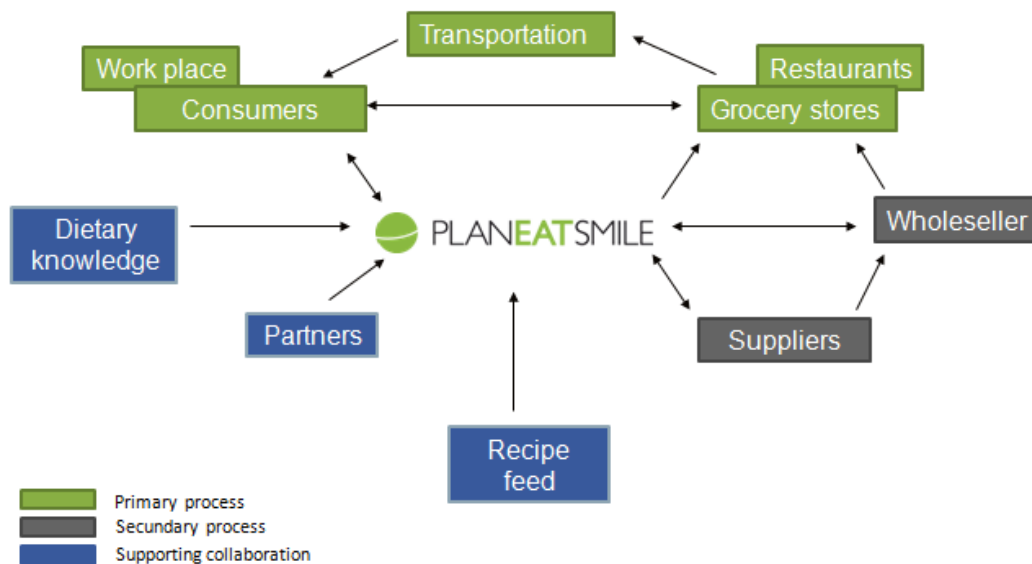 Transportation
Work place
Restaurants
Consumers
Grocery stores
Dietary
knowledge
PLANEATSMILE
Wholeseller
Partners
Suppliers
Recipe
feed
Primary process
Secundary process
Supporting collaboration